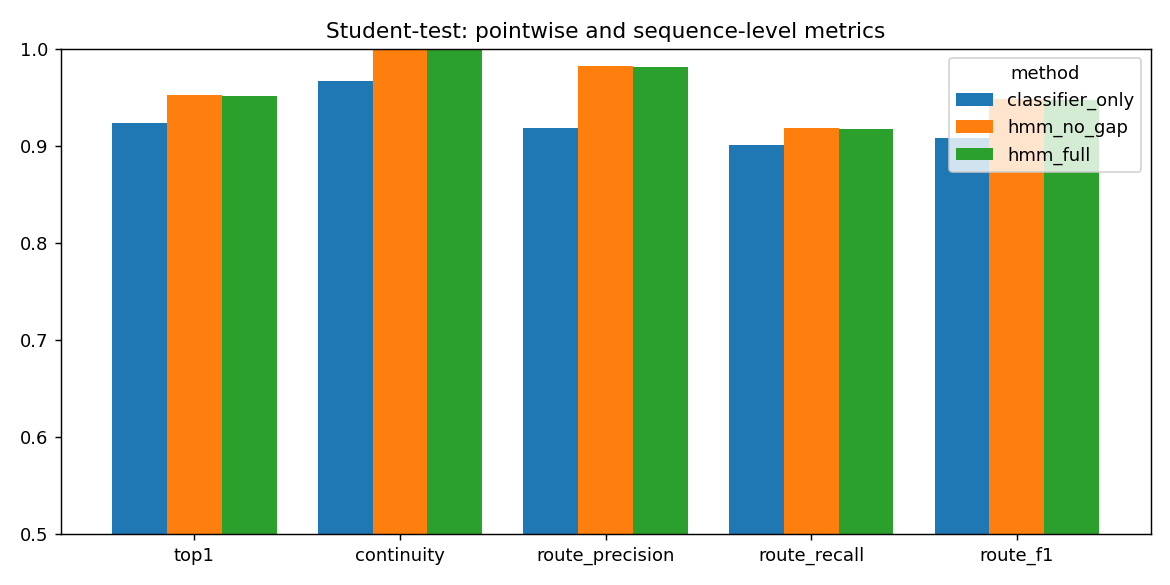 Student-test: pointwise and sequence-level metrics
1.0
0.9
0.8
0.7
0.6
0.5
method
classifier_only
hmm_no_gap
hmm_full
top1 continuity route_precision route_recall route_f1